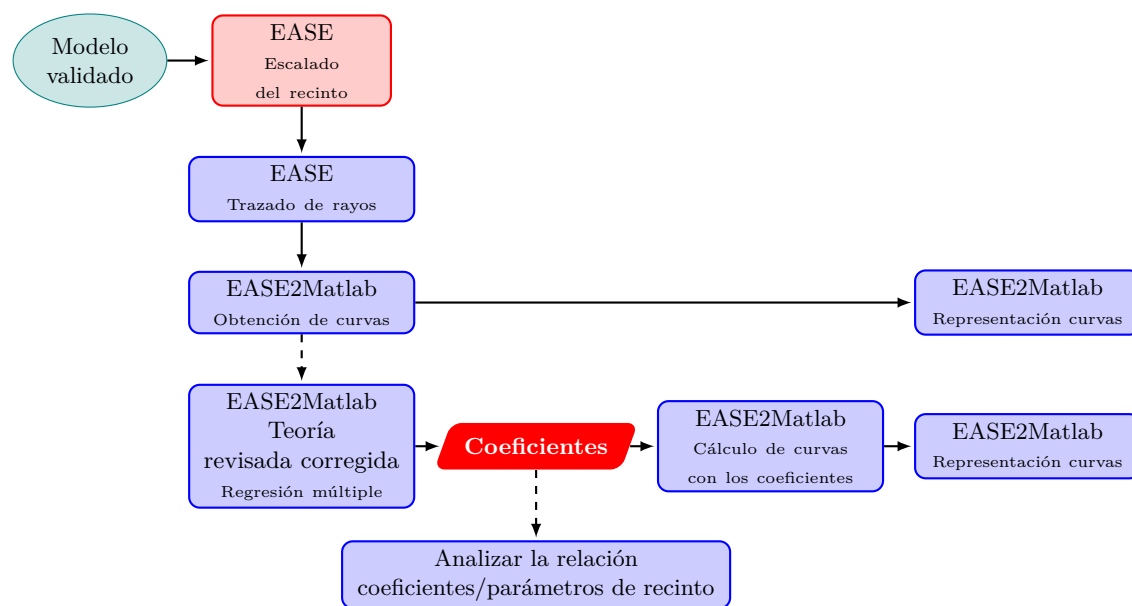 Modelo
validado
EASE
Escalado
del recinto
EASE
Trazado de rayos
EASE2Matlab
Obtención de curvas
EASE2Matlab
Representación curvas
EASE2Matlab
Teoría
revisada corregida
Regresión múltiple
Coeficientes
EASE2Matlab
Cálculo de curvas
con los coeficientes
EASE2Matlab
Representación curvas
Analizar la relación
coeficientes/parámetros de recinto